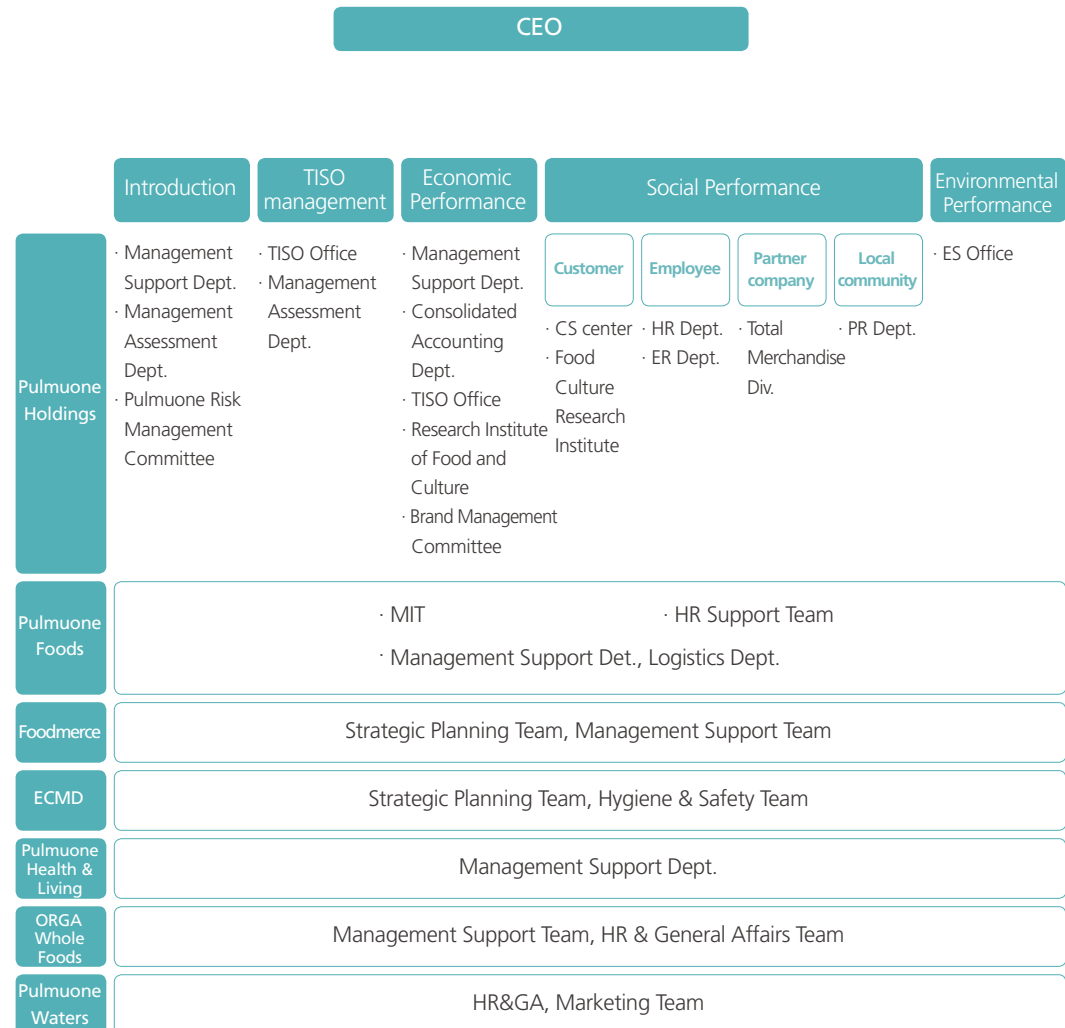 CEO
Introduction
TISO
management
Economic
Performance
Social Performance
Environmental
Performance
Pulmuone
Holdings
· Management
Support Dept.
· Management
Assessment
Dept.
· Pulmuone Risk
Management
Committee
· TISO Office
· Management
Assessment
Dept.
· Management
Support Dept.
· Consolidated
Accounting
Dept.
· TISO Office
· Research Institute
of Food and
Culture
· Brand Management
Committee
Customer
· CS center
· Food
Culture
Research
Institute
Employee
· HR Dept.
· ER Dept.
Partner
company
· Total
Merchandise
Div.
Local
community
· PR Dept.
· ES Office
Pulmuone
Foods
· MIT
· HR Support Team
· Management Support Det., Logistics Dept.
Foodmerce
Strategic Planning Team, Management Support Team
ECMD
Strategic Planning Team, Hygiene & Safety Team
Pulmuone
Health &
Living
Management Support Dept.
ORGA
Whole
Foods
Management Support Team, HR & General Affairs Team
Pulmuone
Waters
HR&GA, Marketing Team